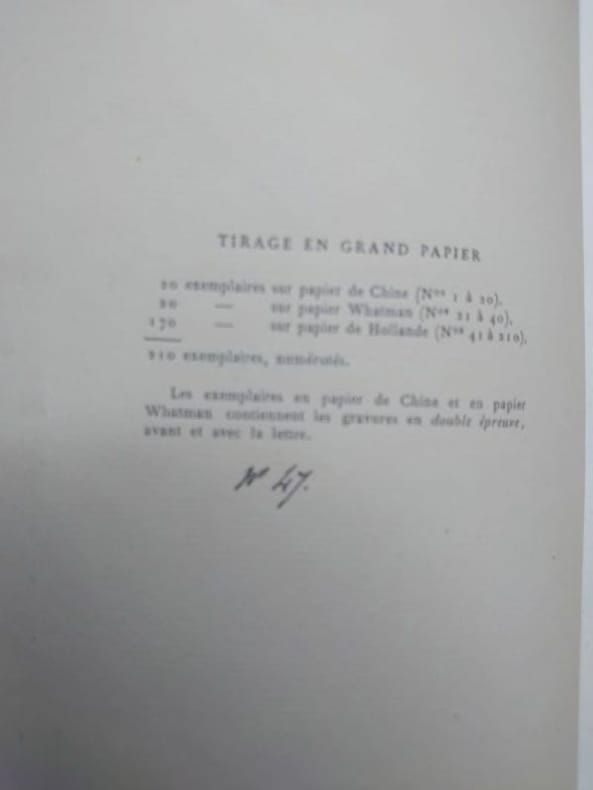 TIRAGE EN GRAND PAPIER
20 exemplaires sur papier de Chine (Nos 1 à 20).
20 — sur papier Whatman (Nos 21 à 40).
170 — sur papier de Hollande (Nos 41 à 210).
210 exemplaires, numérotés.
Les exemplaires en papier de Chine et en papier
Whatman contiennent les gravures en double épreuve,
avant et avec la lettre.
No 47.